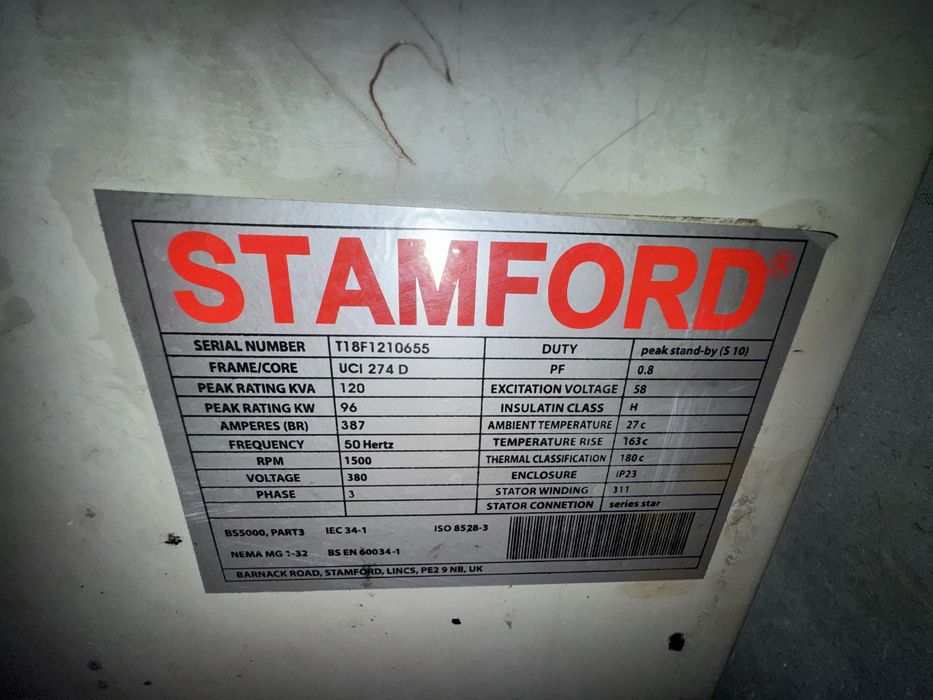 STAMFORD®
SERIAL NUMBER T18F1210655 DUTY peak stand-by (S 10)
FRAME/CORE UCI 274 D PF 0.8
PEAK RATING KVA 120 EXCITATION VOLTAGE 58
PEAK RATING KW 96 INSULATIN CLASS H
AMPERES (BR) 387 AMBIENT TEMPERATURE 27c
FREQUENCY 50 Hertz TEMPERATURE RISE 163c
RPM 1500 THERMAL CLASSIFICATION 180c
VOLTAGE 380 ENCLOSURE IP23
PHASE 3 STATOR WINDING 311
STATOR CONNETION series star
BS5000, PART3 IEC 34-1 ISO 8528-3
NEMA MG 1-32 BS EN 60034-1
BARNACK ROAD, STAMFORD, LINCS, PE2 9 NB, UK